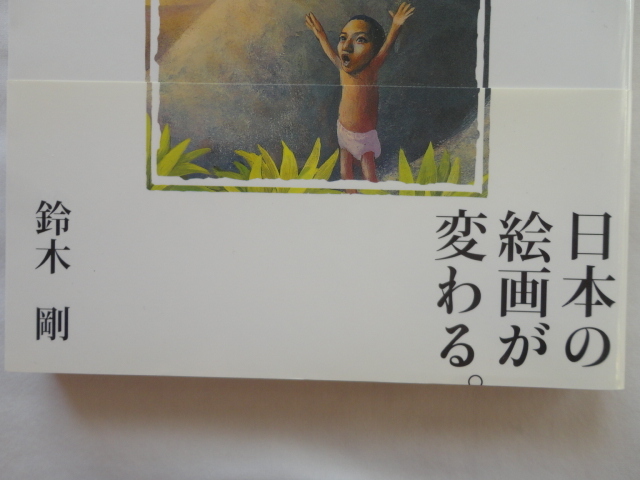 日本の
絵画が
変わる。
鈴木 剛